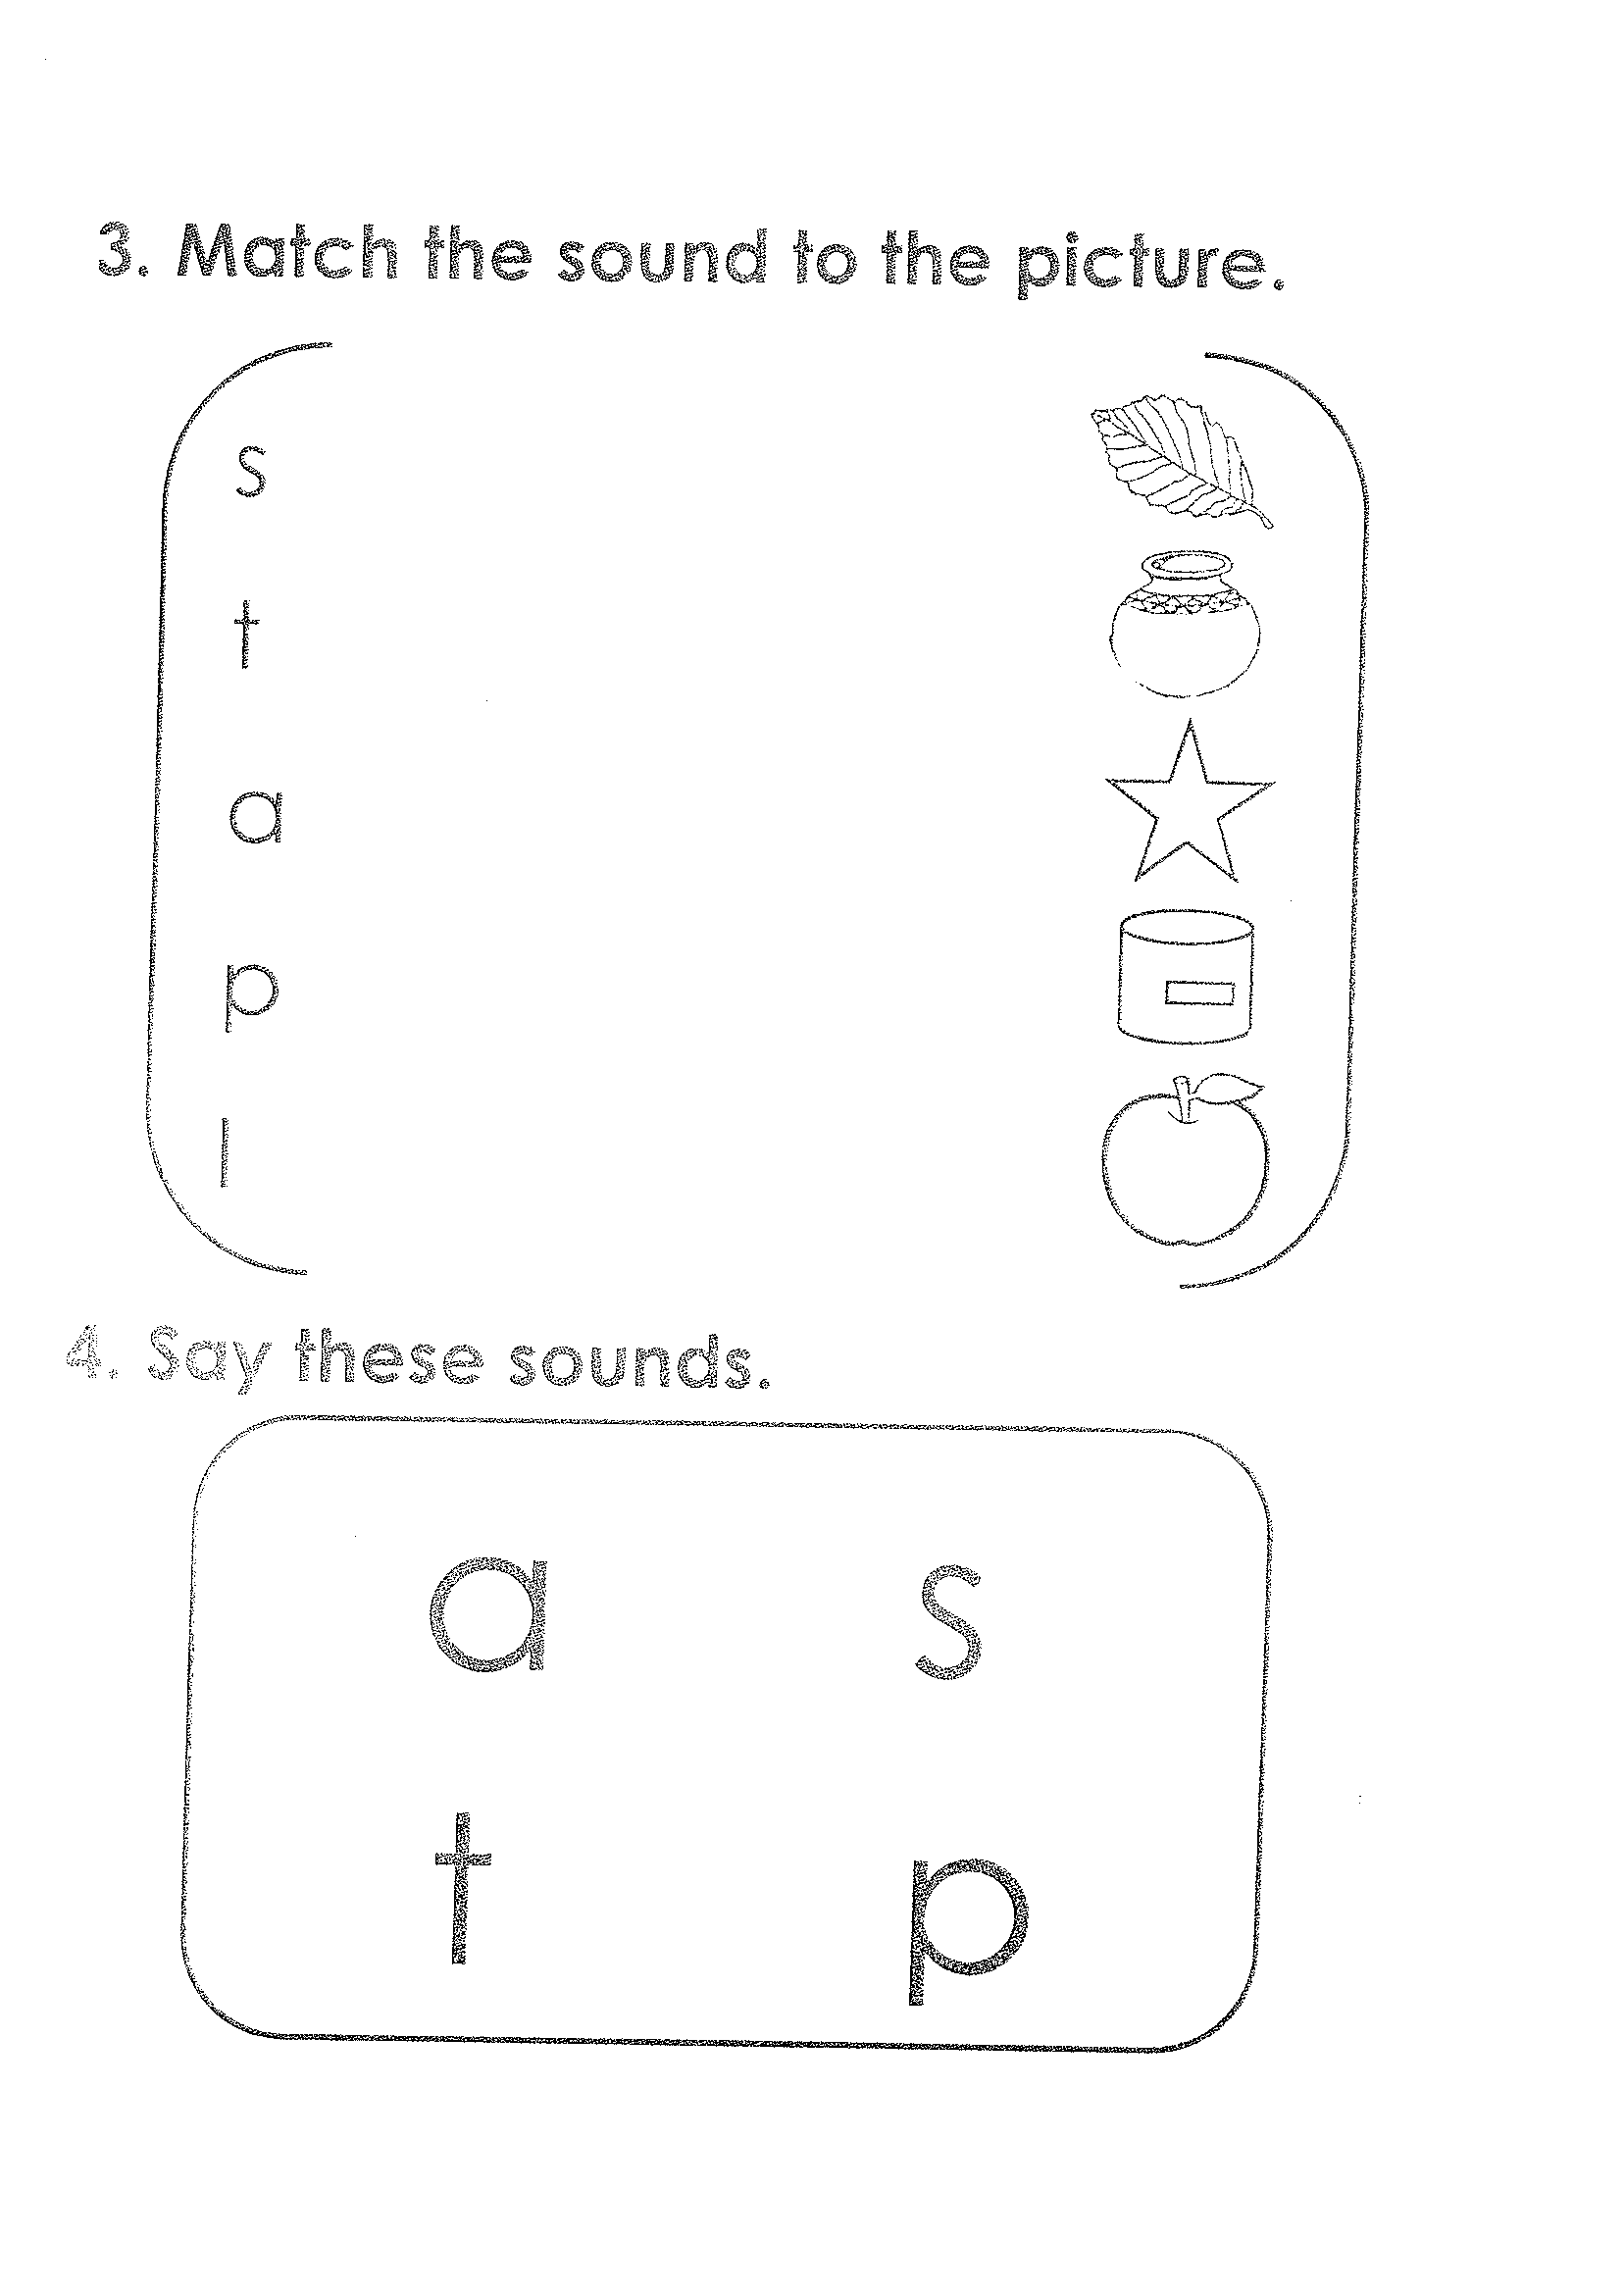 3. Match the sound to the picture.
s
t
a
p
l
4. Say these sounds.
a s
t p